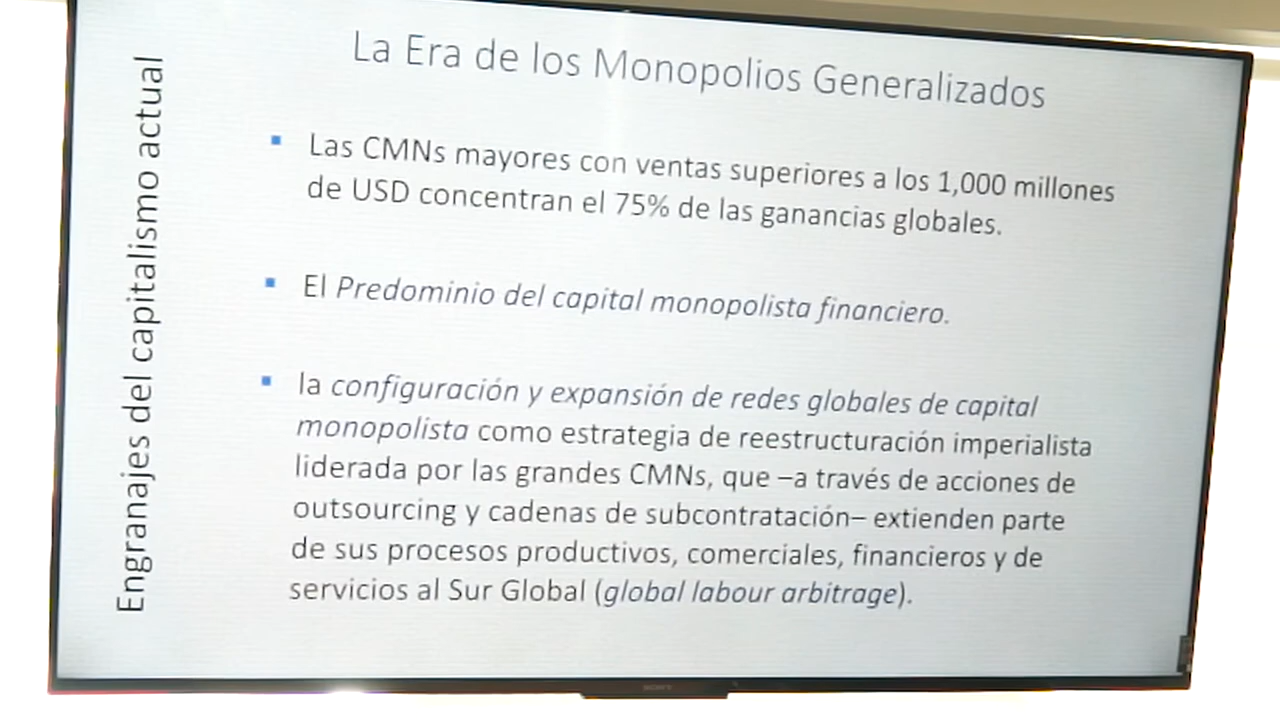 La Era de los Monopolios Generalizados
Engranajes del capitalismo actual
▪ Las CMNs mayores con ventas superiores a los 1,000 millones
de USD concentran el 75% de las ganancias globales.
▪ El Predominio del capital monopolista financiero.
▪ la configuración y expansión de redes globales de capital
monopolista como estrategia de reestructuración imperialista
liderada por las grandes CMNs, que –a través de acciones de
outsourcing y cadenas de subcontratación– extienden parte
de sus procesos productivos, comerciales, financieros y de
servicios al Sur Global (global labour arbitrage).
SONY